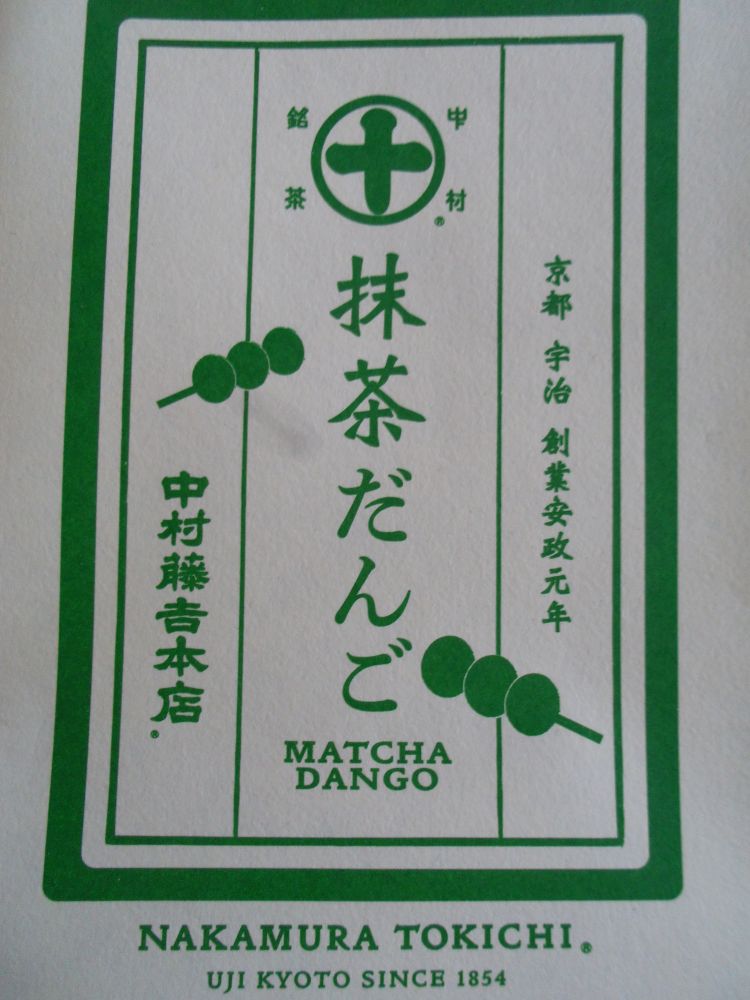 中村
銘茶
十
®
抹茶だんご
MATCHA
DANGO
京都 宇治 創業安政元年
中村藤吉本店®
NAKAMURA TOKICHI®
UJI KYOTO SINCE 1854